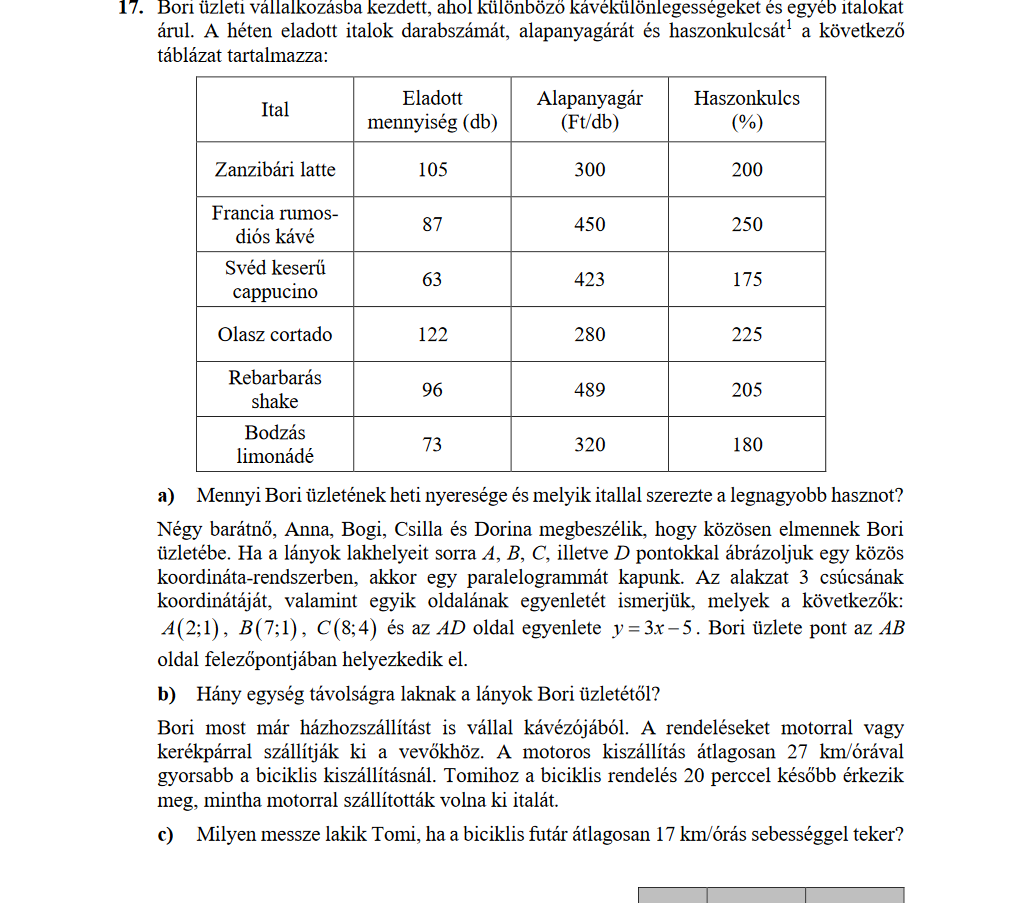 17. Bori üzleti vállalkozásba kezdett, ahol különböző kávékülönlegességeket és egyéb italokat
árul. A héten eladott italok darabszámát, alapanyagárát és haszonkulcsát¹ a következő
táblázat tartalmazza:
Ital
Eladott
mennyiség (db)
Alapanyagár
(Ft/db)
Haszonkulcs
(%)
Zanzibári latte 105 300 200
Francia rumos-
diós kávé
87 450 250
Svéd keserű
cappucino
63 423 175
Olasz cortado 122 280 225
Rebarbarás
shake
96 489 205
Bodzás
limonádé
73 320 180
a) Mennyi Bori üzletének heti nyeresége és melyik itallal szerezte a legnagyobb hasznot?
Négy barátnő, Anna, Bogi, Csilla és Dorina megbeszélik, hogy közösen elmennek Bori
üzletébe. Ha a lányok lakhelyeit sorra A, B, C, illetve D pontokkal ábrázoljuk egy közös
koordináta-rendszerben, akkor egy paralelogrammát kapunk. Az alakzat 3 csúcsának
koordinátáját, valamint egyik oldalának egyenletét ismerjük, melyek a következők:
A(2;1), B(7;1), C(8;4) és az AD oldal egyenlete y = 3x − 5. Bori üzlete pont az AB
oldal felezőpontjában helyezkedik el.
b) Hány egység távolságra laknak a lányok Bori üzletétől?
Bori most már házhozszállítást is vállal kávézójából. A rendeléseket motorral vagy
kerékpárral szállítják ki a vevőkhöz. A motoros kiszállítás átlagosan 27 km/órával
gyorsabb a biciklis kiszállításnál. Tomihoz a biciklis rendelés 20 perccel később érkezik
meg, mintha motorral szállították volna ki italát.
c) Milyen messze lakik Tomi, ha a biciklis futár átlagosan 17 km/órás sebességgel teker?